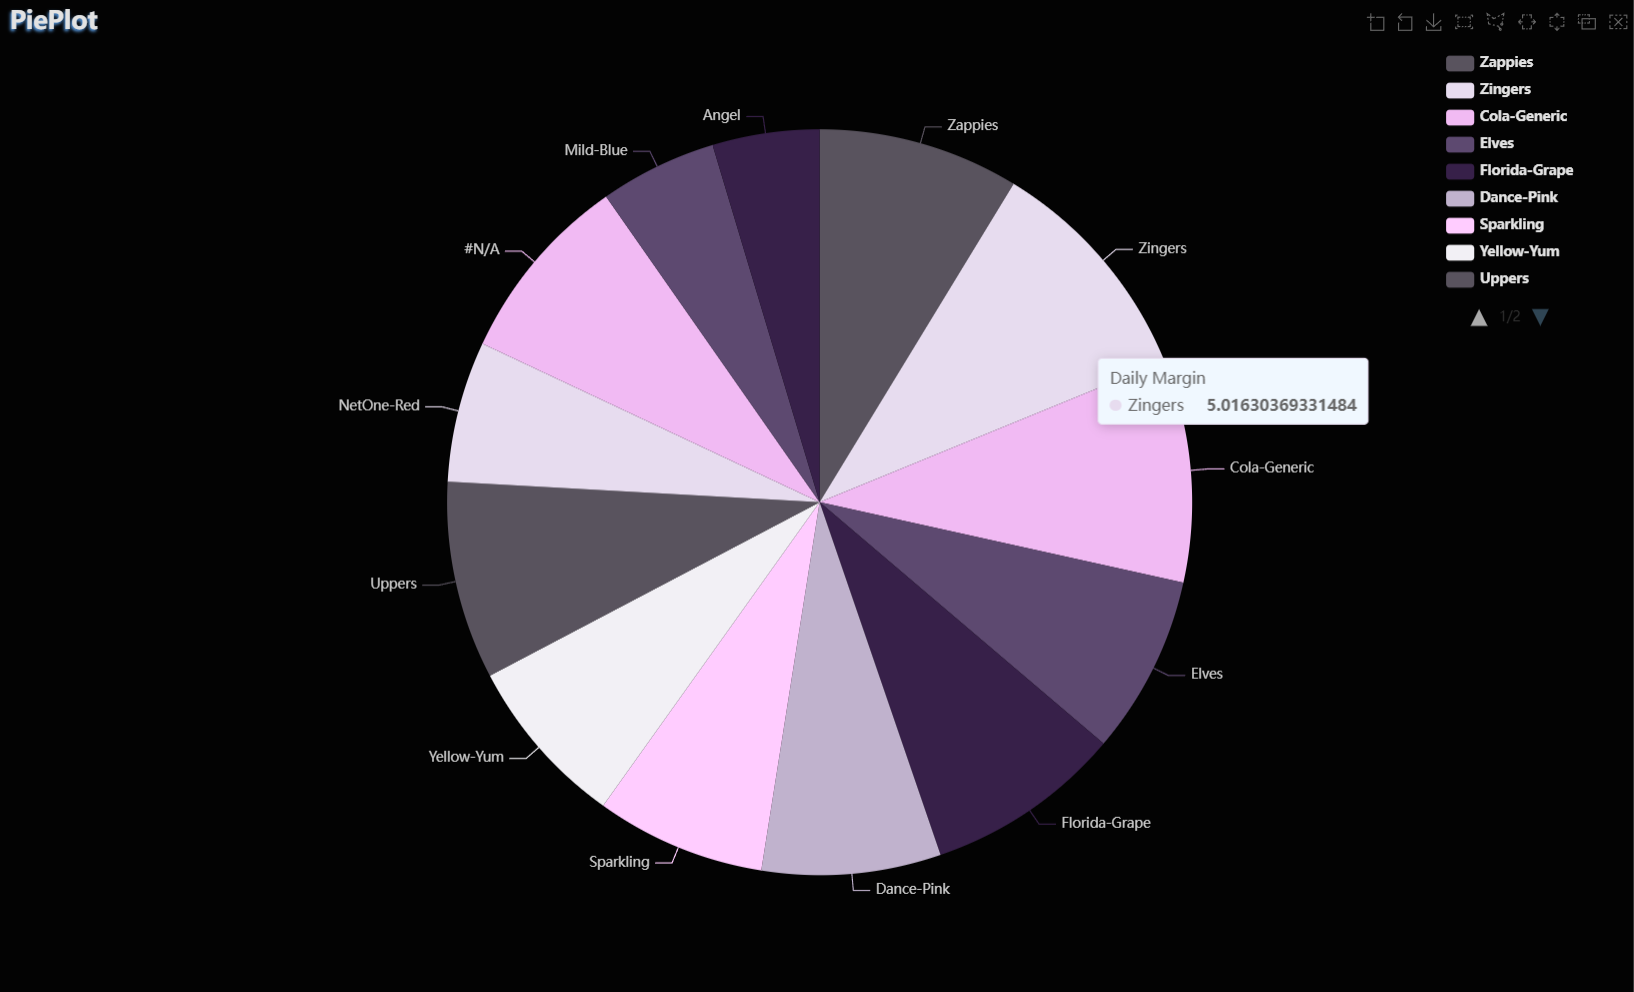 PiePlot
Zappies
Zingers
Cola-Generic
Elves
Florida-Grape
Dance-Pink
Sparkling
Yellow-Yum
Uppers
1/2
Angel
Zappies
Mild-Blue
#N/A
Zingers
Daily Margin
Zingers 5.01630369331484
NetOne-Red
Cola-Generic
Uppers
Elves
Yellow-Yum
Florida-Grape
Sparkling
Dance-Pink